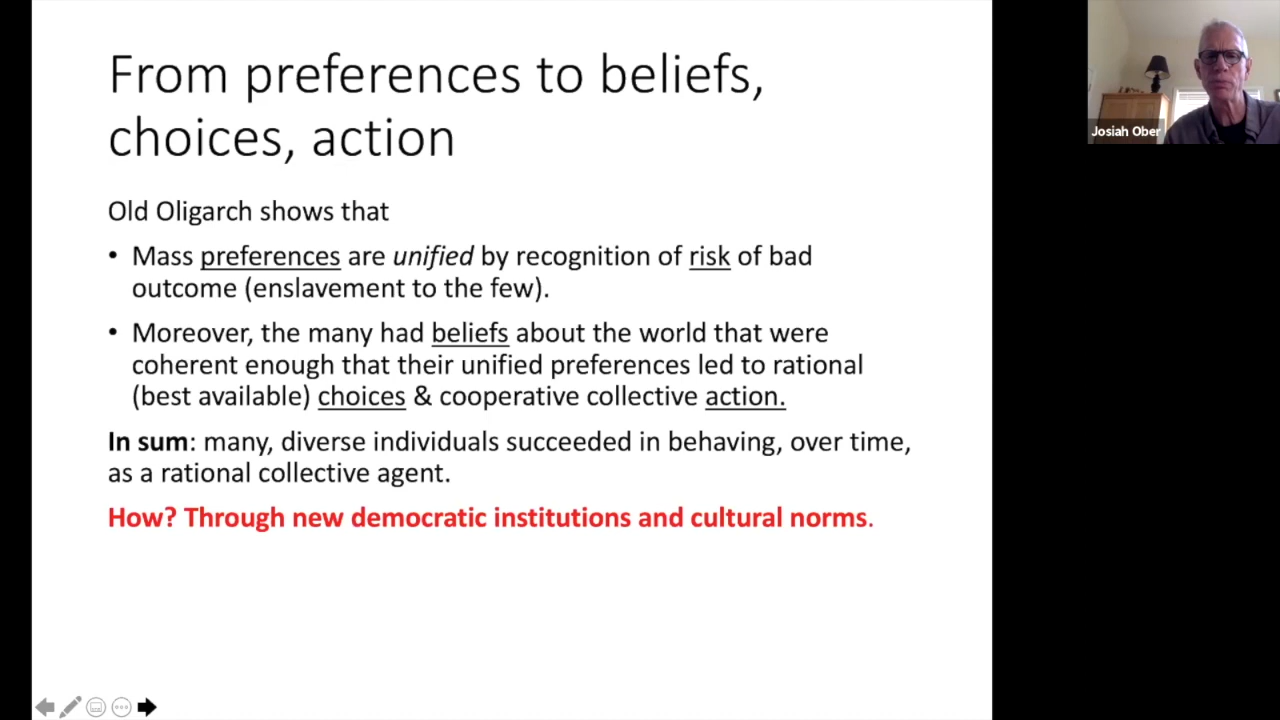 From preferences to beliefs,
choices, action
Old Oligarch shows that
• Mass preferences are unified by recognition of risk of bad
outcome (enslavement to the few).
• Moreover, the many had beliefs about the world that were
coherent enough that their unified preferences led to rational
(best available) choices & cooperative collective action.
In sum: many, diverse individuals succeeded in behaving, over time,
as a rational collective agent.
How? Through new democratic institutions and cultural norms.
Josiah Ober